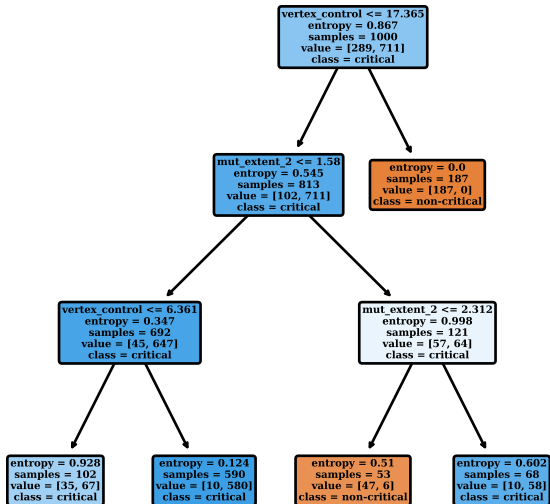 vertex_control <= 17.365
entropy = 0.867
samples = 1000
value = [289, 711]
class = critical
mut_extent_2 <= 1.58
entropy = 0.545
samples = 813
value = [102, 711]
class = critical
entropy = 0.0
samples = 187
value = [187, 0]
class = non-critical
vertex_control <= 6.361
entropy = 0.347
samples = 692
value = [45, 647]
class = critical
mut_extent_2 <= 2.312
entropy = 0.998
samples = 121
value = [57, 64]
class = critical
entropy = 0.928
samples = 102
value = [35, 67]
class = critical
entropy = 0.124
samples = 590
value = [10, 580]
class = critical
entropy = 0.51
samples = 53
value = [47, 6]
class = non-critical
entropy = 0.602
samples = 68
value = [10, 58]
class = critical